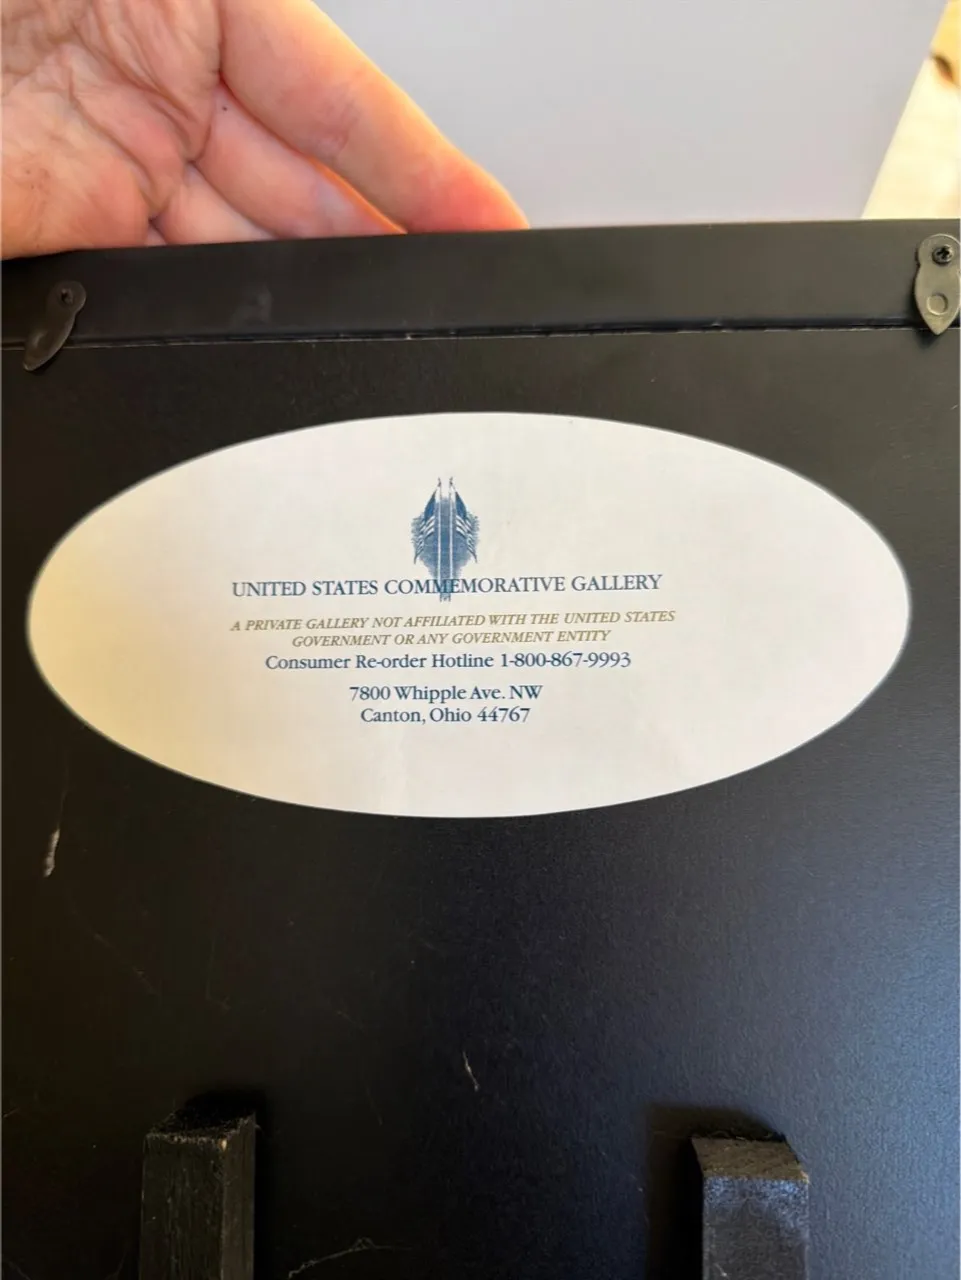 UNITED STATES COMMEMORATIVE GALLERY
A PRIVATE GALLERY NOT AFFILIATED WITH THE UNITED STATES
GOVERNMENT OR ANY GOVERNMENT ENTITY
Consumer Re-order Hotline 1-800-867-9993
7800 Whipple Ave. NW
Canton, Ohio 44767